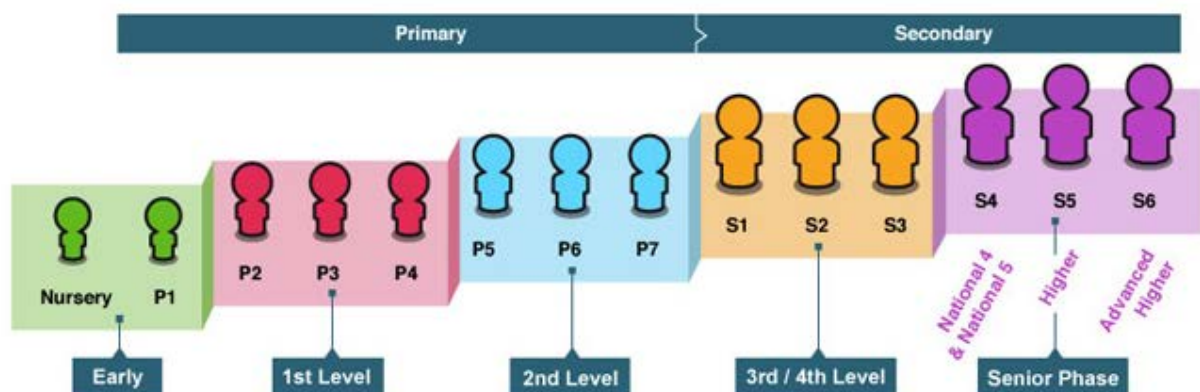 Primary
Secondary
Nursery
P1
P2
P3
P4
P5
P6
P7
S1
S2
S3
S4
S5
S6
National 4
& National 5
Higher
Advanced
Higher
Early
1st Level
2nd Level
3rd / 4th Level
Senior Phase